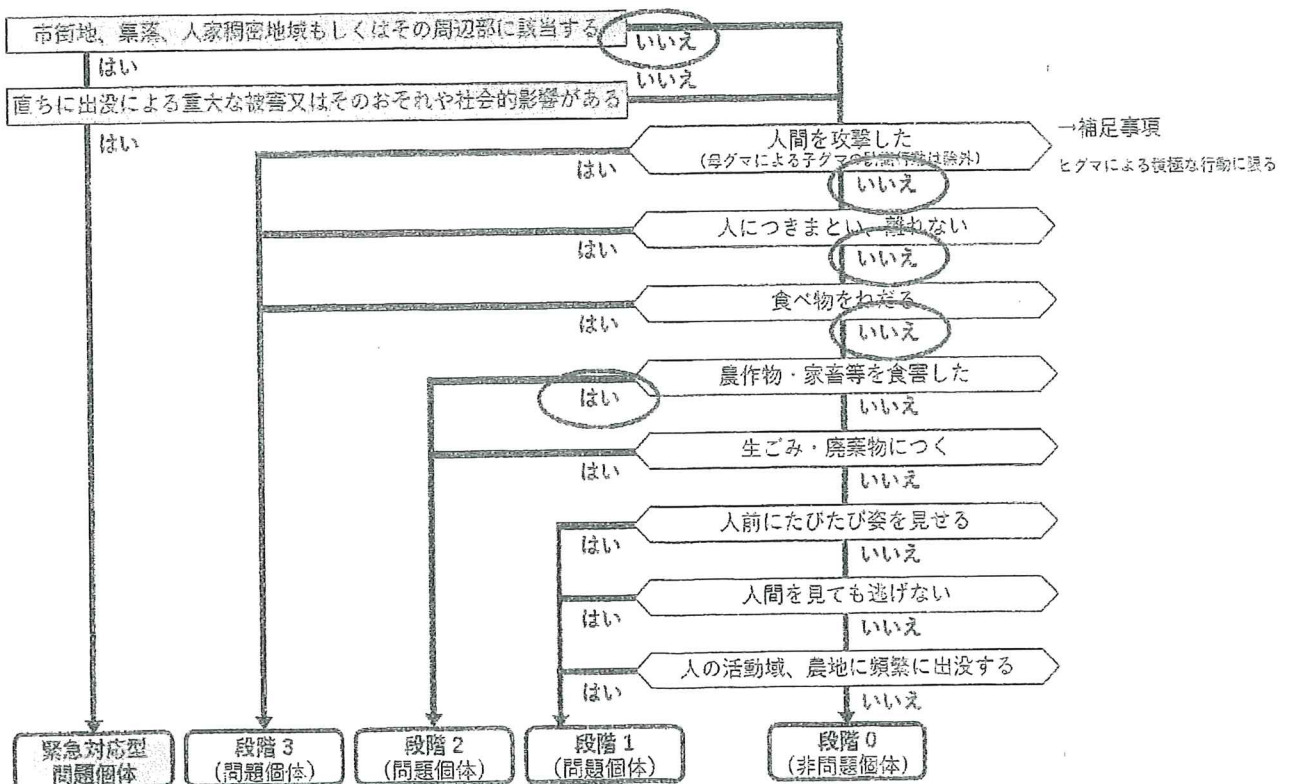 市街地、集落、人家稠密地域もしくはその周辺部に該当する
いいえ
はい
いいえ
直ちに出没による重大な被害又はそのおそれや社会的影響がある
はい
人間を攻撃した
→補足事項
はい
いいえ
ヒグマによる積極な行動に限る
人につきまとい、離れない
はい
いいえ
食べ物をねだる
はい
いいえ
農作物・家畜等を食害した
はい
いいえ
生ごみ・廃棄物につく
はい
いいえ
人前にたびたび姿を見せる
はい
いいえ
人間を見ても逃げない
はい
いいえ
人の活動域、農地に頻繁に出没する
はい
いいえ
緊急対応型
問題個体
段階3
(問題個体)
段階2
(問題個体)
段階1
(問題個体)
段階0
(非問題個体)